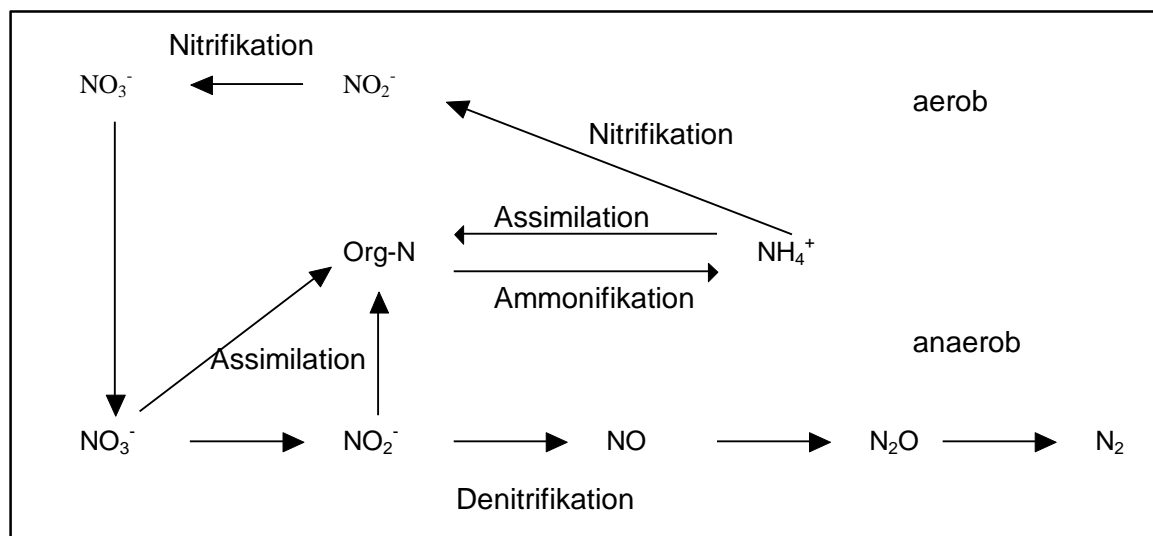 Nitrifikation
NO₃⁻ NO₂⁻ aerob
Nitrifikation
Assimilation
Org-N NH₄⁺
Ammonifikation
anaerob
Assimilation
NO₃⁻ NO₂⁻ NO N₂O N₂
Denitrifikation